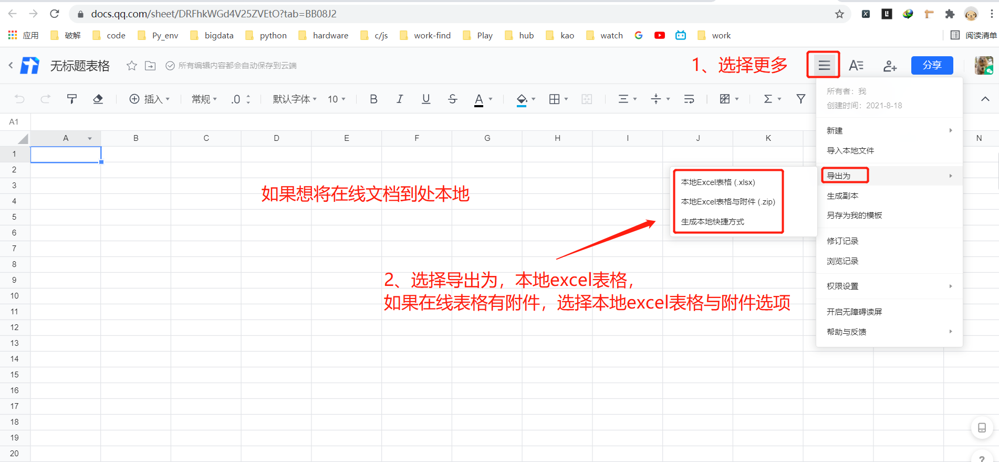 docs.qq.com/sheet/DRFhkWGd4V25ZVEtO?tab=BB08J2
应用 破解 code Py_env bigdata python hardware c/js work-find Play hub kao watch work 阅读清单
无标题表格 所有编辑内容都会自动保存到云端 1、选择更多 分享
插入 常规 .0 默认字体 10 B I U S A
所有者：我
创建时间：2021-8-18
A1
新建
A B C D E F G H I J K N
导入本地文件
导出为
本地Excel表格 (.xlsx)
本地Excel表格与附件 (.zip)
生成本地快捷方式
生成副本
另存为我的模板
修订记录
浏览记录
权限设置
开启无障碍读屏
帮助与反馈
如果想将在线文档到处本地
2、选择导出为，本地excel表格，
如果在线表格有附件，选择本地excel表格与附件选项
1
2
3
4
5
6
7
8
9
10
11
12
13
14
15
16
17
18
19
20
?